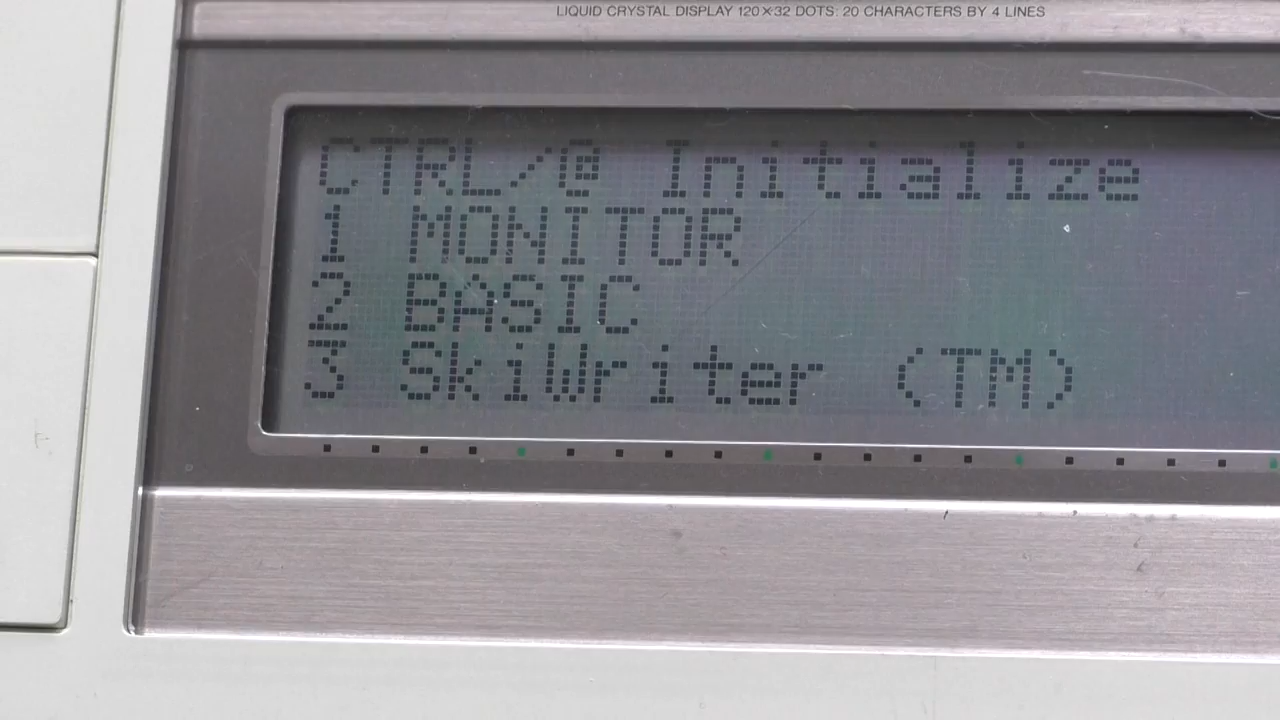 LIQUID CRYSTAL DISPLAY 120×32 DOTS: 20 CHARACTERS BY 4 LINES
CTRL/@ Initialize
1 MONITOR
2 BASIC
3 SkiWriter (TM)